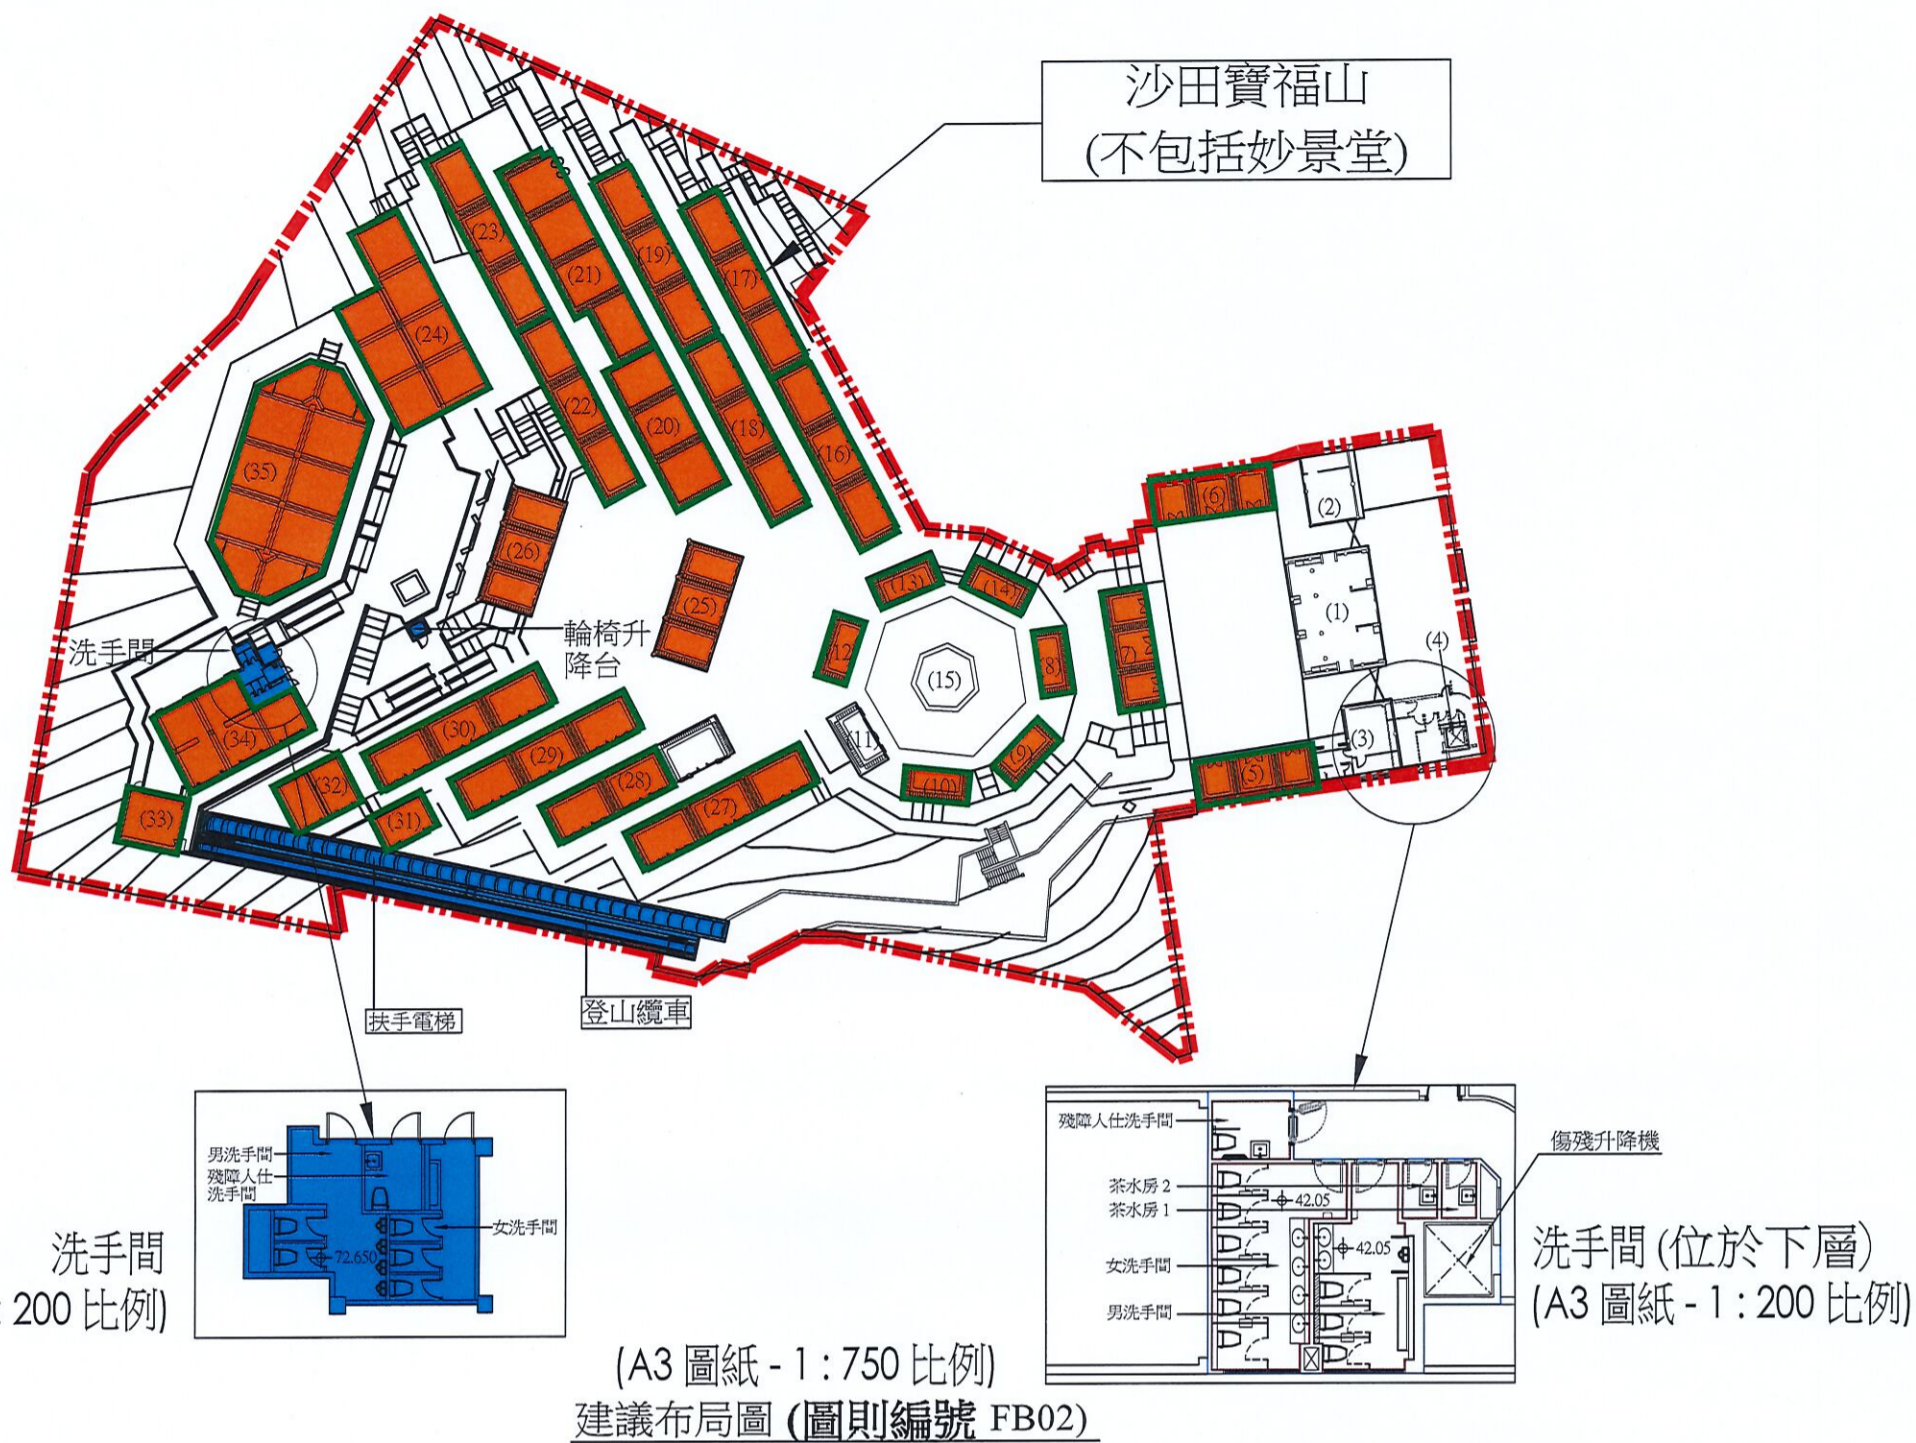 沙田寶福山
(不包括妙景堂)
(23)
(21)
(19)
(17)
(24)
(22)
(20)
(18)
(16)
(35)
(26)
(25)
(6)
(2)
(1)
(4)
(3)
(5)
(7)
(13)
(14)
(12)
(8)
(15)
(11)
(9)
(10)
洗手間
輪椅升
降台
(34)
(30)
(29)
(28)
(27)
(32)
(31)
(33)
扶手電梯
登山纜車
男洗手間
殘障人仕
洗手間
女洗手間
72.650
洗手間
: 200 比例)
殘障人仕洗手間
茶水房 2
茶水房 1
女洗手間
男洗手間
42.05
42.05
傷殘升降機
洗手間 (位於下層)
(A3 圖紙 - 1 : 200 比例)
(A3 圖紙 - 1 : 750 比例)
建議布局圖 (圖則編號 FB02)